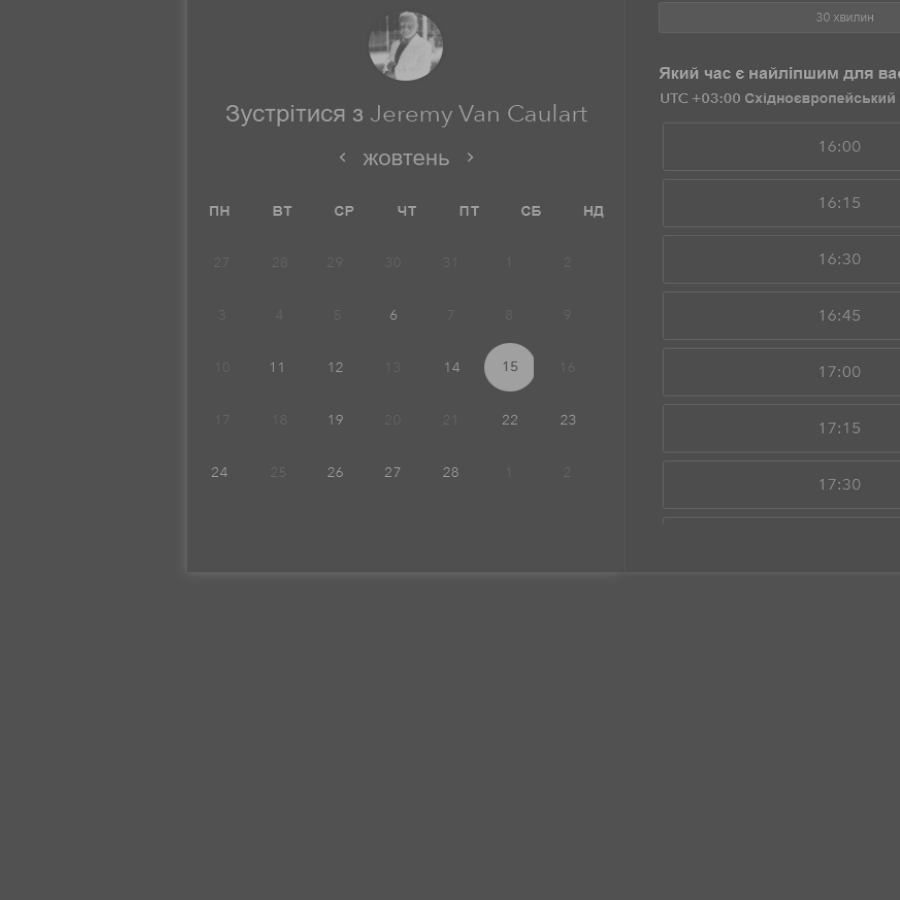 Зустрітися з Jeremy Van Caulart
‹ жовтень ›
ПН ВТ СР ЧТ ПТ СБ НД
27 28 29 30 31 1 2
3 4 5 6 7 8 9
10 11 12 13 14 15 16
17 18 19 20 21 22 23
24 25 26 27 28 1 2
30 хвилин
Який час є найліпшим для вас
UTC +03:00 Східноєвропейський
16:00
16:15
16:30
16:45
17:00
17:15
17:30